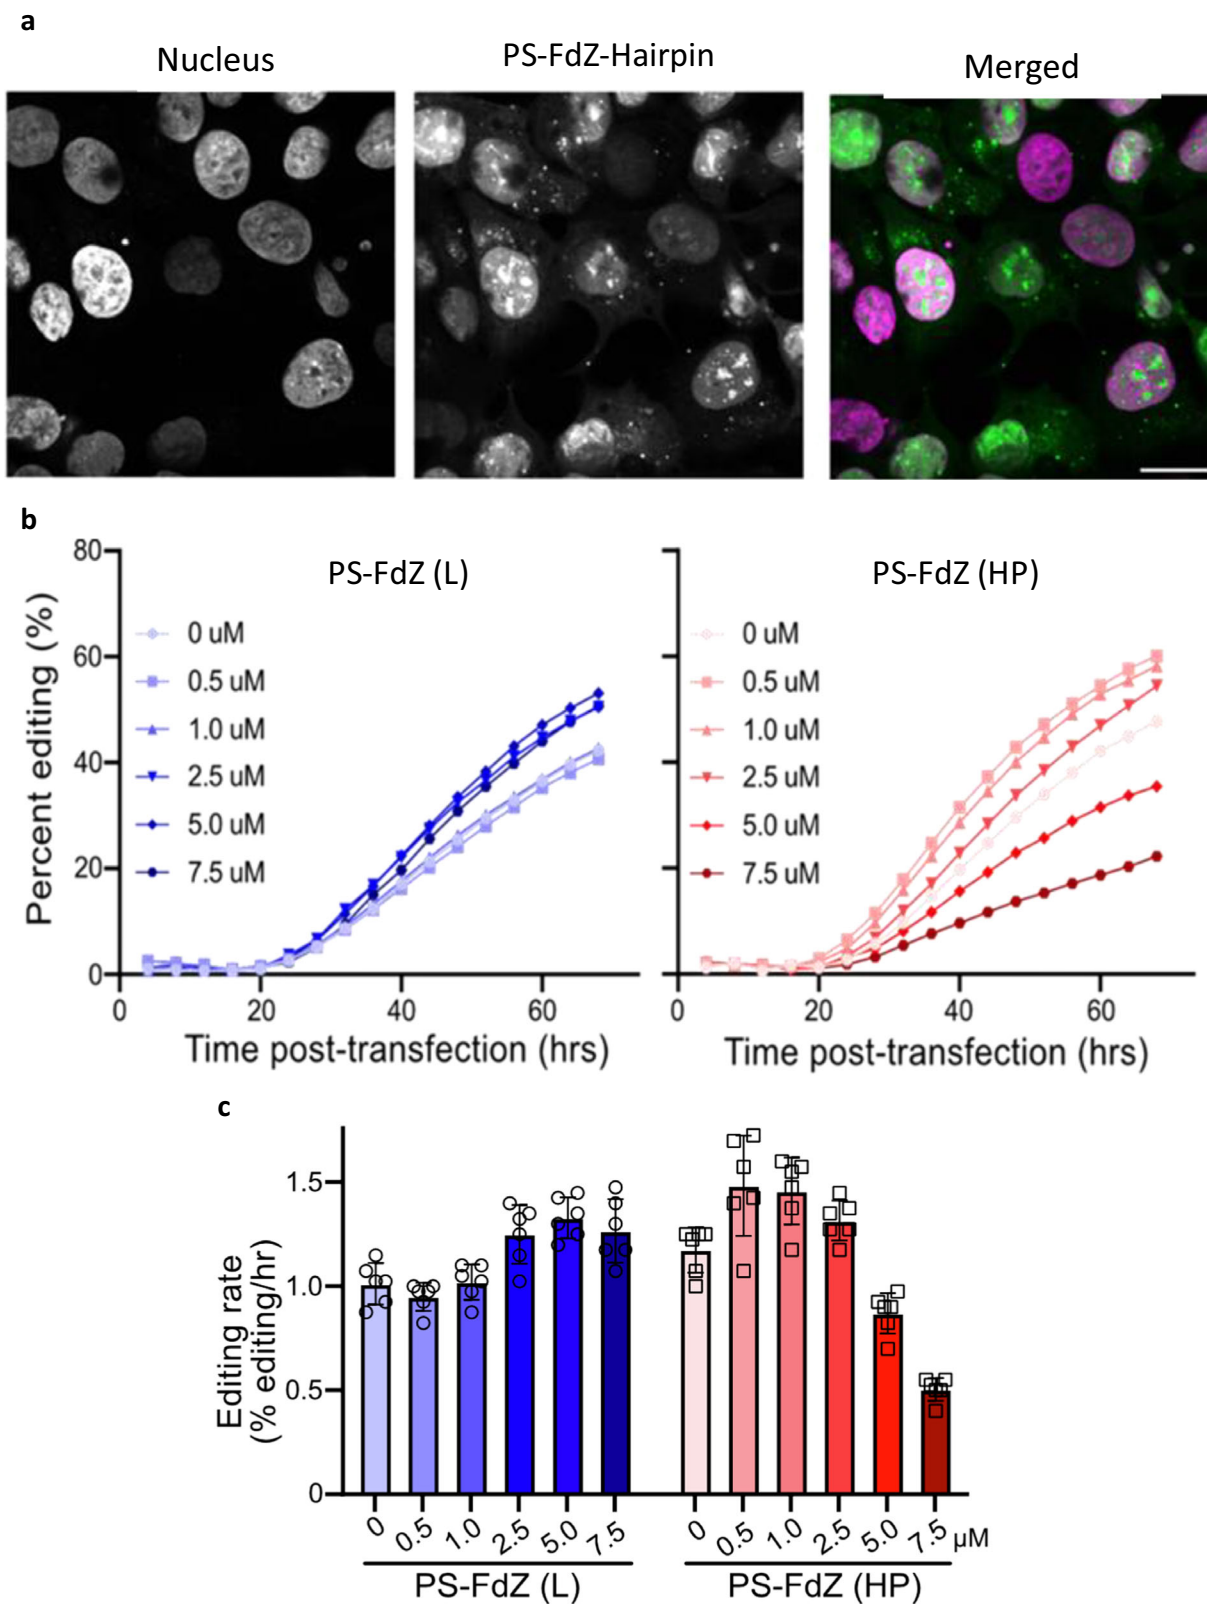 a
Nucleus
PS-FdZ-Hairpin
Merged
b
80
60
40
20
0
Percent editing (%)
PS-FdZ (L)
0 uM
0.5 uM
1.0 uM
2.5 uM
5.0 uM
7.5 uM
0 20 40 60
Time post-transfection (hrs)
PS-FdZ (HP)
0 uM
0.5 uM
1.0 uM
2.5 uM
5.0 uM
7.5 uM
0 20 40 60
Time post-transfection (hrs)
c
Editing rate
(% editing/hr)
1.5
1.0
0.5
0
0 0.5 1.0 2.5 5.0 7.5 0 0.5 1.0 2.5 5.0 7.5 µM
PS-FdZ (L)
PS-FdZ (HP)